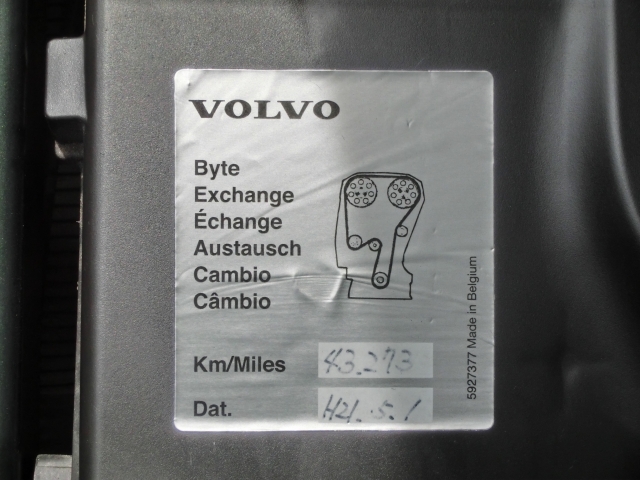 VOLVO
Byte
Exchange
Échange
Austausch
Cambio
Câmbio
Km/Miles 43.273
Dat. H21.5.1
5927377 Made in Belgium